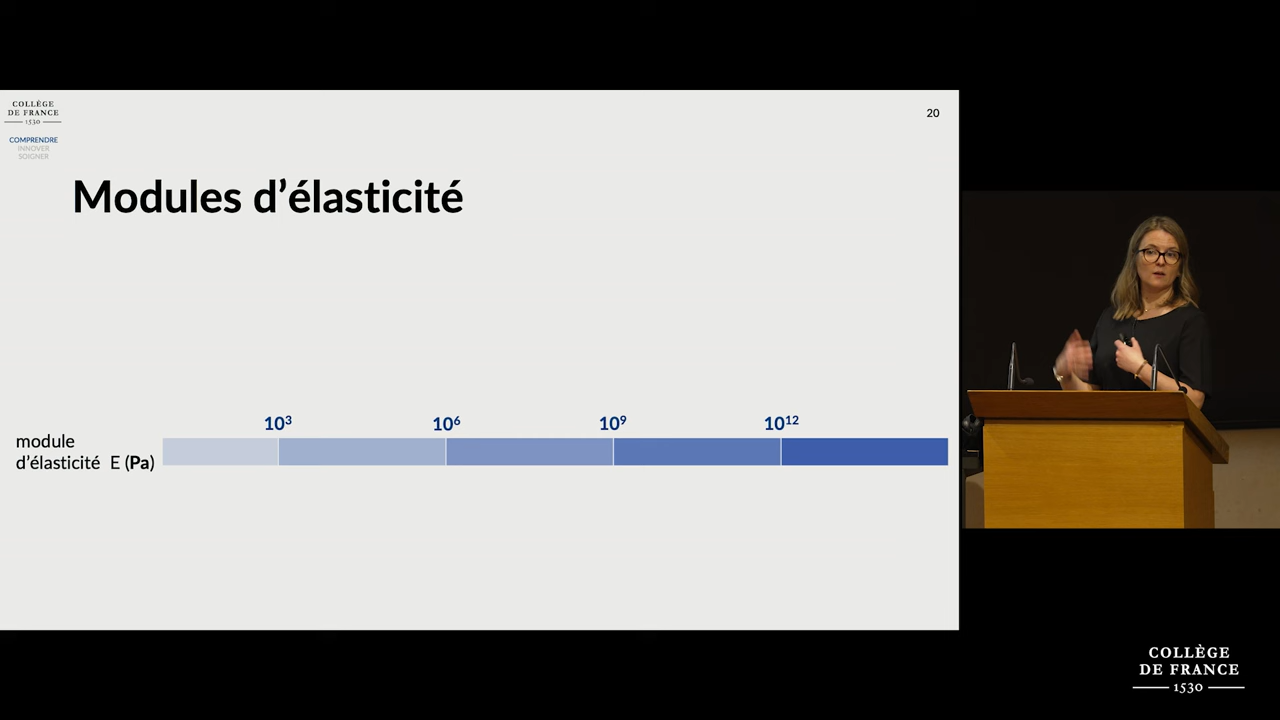 COLLÈGE
DE FRANCE
1530
COMPRENDRE
INNOVER
SOIGNER
20
Modules d’élasticité
10³
10⁶
10⁹
10¹²
module
d’élasticité E (Pa)
COLLÈGE
DE FRANCE
1530